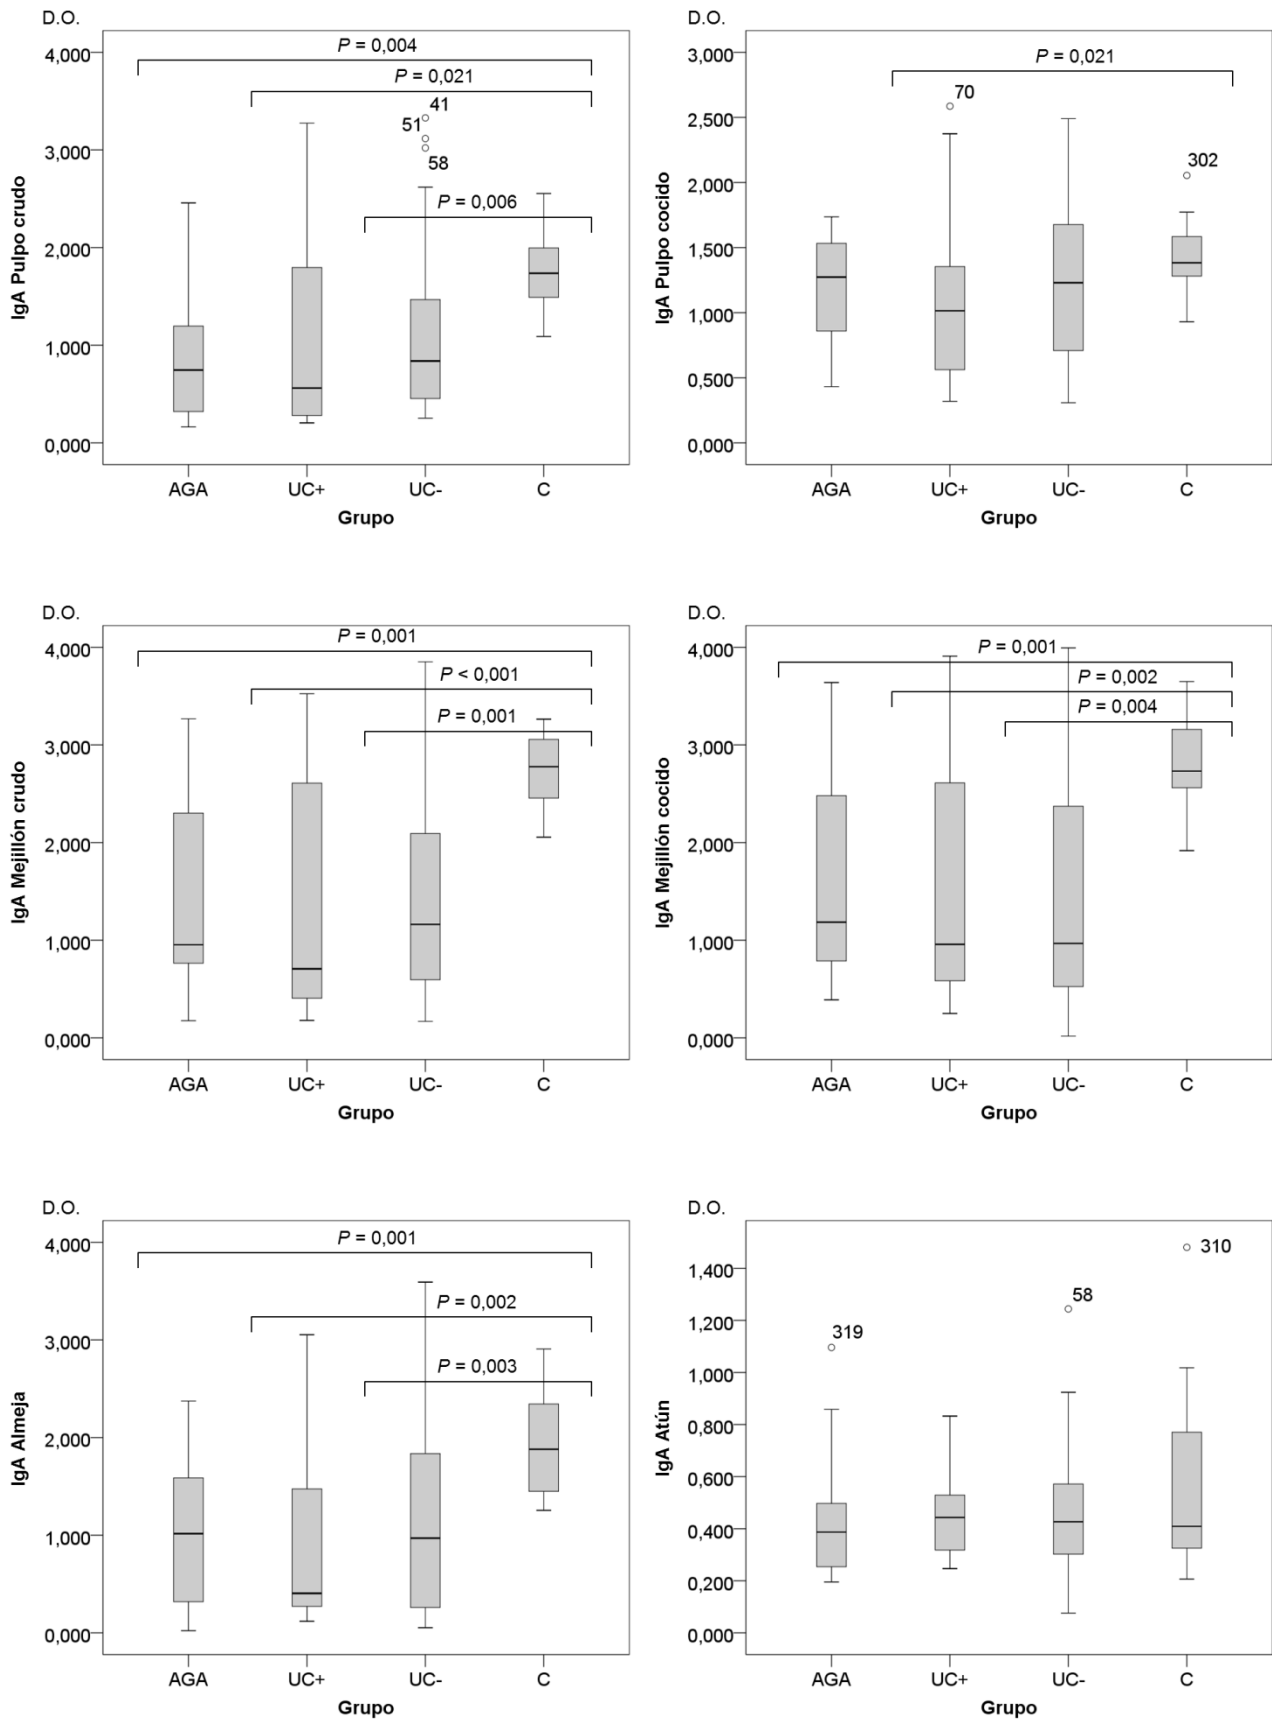 D.O.
IgA Pulpo crudo
4,000
3,000
2,000
1,000
0,000
P = 0,004
P = 0,021
41
51
58
P = 0,006
AGA UC+ UC- C
Grupo
D.O.
IgA Pulpo cocido
3,000
2,500
2,000
1,500
1,000
0,500
0,000
P = 0,021
70
302
AGA UC+ UC- C
Grupo
D.O.
IgA Mejillón crudo
4,000
3,000
2,000
1,000
0,000
P = 0,001
P < 0,001
P = 0,001
AGA UC+ UC- C
Grupo
D.O.
IgA Mejillón cocido
4,000
3,000
2,000
1,000
0,000
P = 0,001
P = 0,002
P = 0,004
AGA UC+ UC- C
Grupo
D.O.
IgA Almeja
4,000
3,000
2,000
1,000
0,000
P = 0,001
P = 0,002
P = 0,003
AGA UC+ UC- C
Grupo
D.O.
IgA Atún
1,400
1,200
1,000
0,800
0,600
0,400
0,200
0,000
310
58
319
AGA UC+ UC- C
Grupo